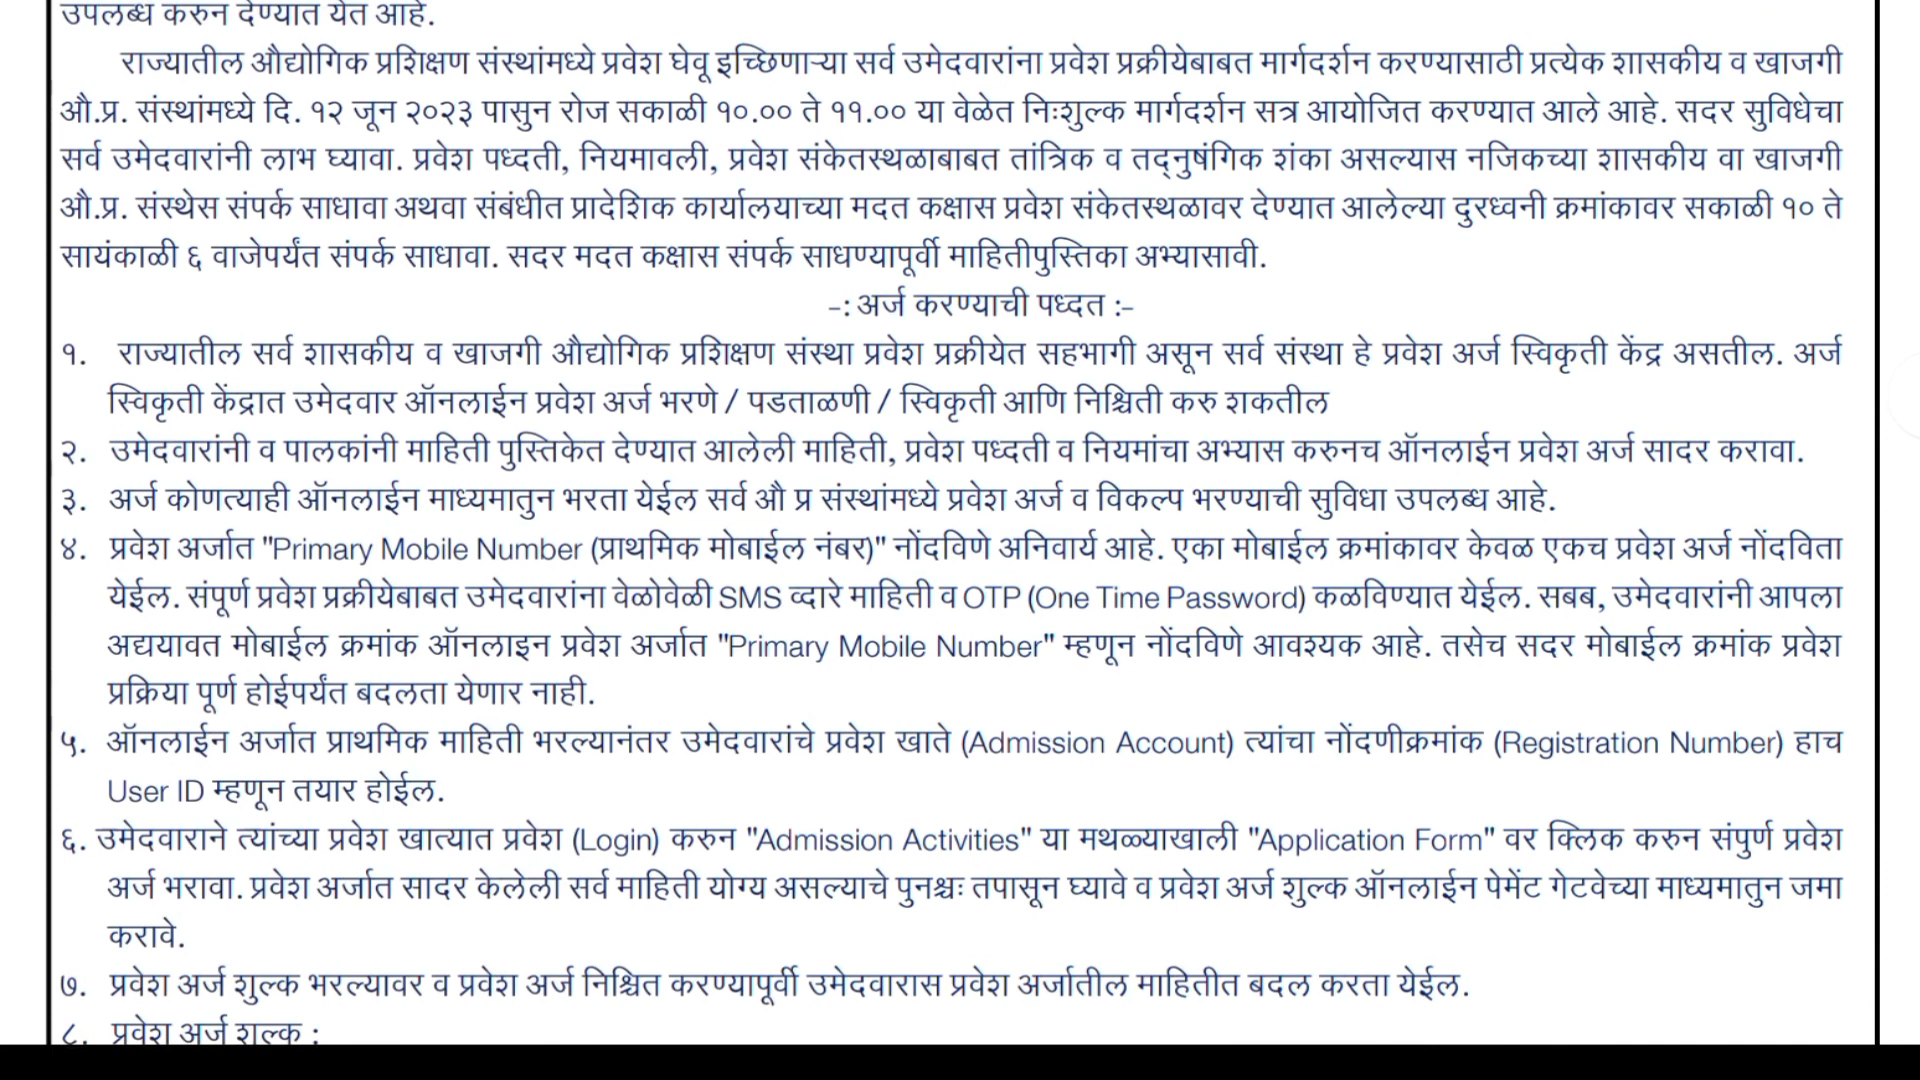 उपलब्ध करुन देण्यात येत आहे.
राज्यातील औद्योगिक प्रशिक्षण संस्थांमध्ये प्रवेश घेवू इच्छिणाऱ्या सर्व उमेदवारांना प्रवेश प्रक्रीयेबाबत मार्गदर्शन करण्यासाठी प्रत्येक शासकीय व खाजगी
औ.प्र. संस्थांमध्ये दि. १२ जून २०२३ पासुन रोज सकाळी १०.०० ते ११.०० या वेळेत निःशुल्क मार्गदर्शन सत्र आयोजित करण्यात आले आहे. सदर सुविधेचा
सर्व उमेदवारांनी लाभ घ्यावा. प्रवेश पध्दती, नियमावली, प्रवेश संकेतस्थळाबाबत तांत्रिक व तद्नुषंगिक शंका असल्यास नजिकच्या शासकीय वा खाजगी
औ.प्र. संस्थेस संपर्क साधावा अथवा संबंधीत प्रादेशिक कार्यालयाच्या मदत कक्षास प्रवेश संकेतस्थळावर देण्यात आलेल्या दुरध्वनी क्रमांकावर सकाळी १० ते
सायंकाळी ६ वाजेपर्यंत संपर्क साधावा. सदर मदत कक्षास संपर्क साधण्यापूर्वी माहितीपुस्तिका अभ्यासावी.
-: अर्ज करण्याची पध्दत :-
१. राज्यातील सर्व शासकीय व खाजगी औद्योगिक प्रशिक्षण संस्था प्रवेश प्रक्रीयेत सहभागी असून सर्व संस्था हे प्रवेश अर्ज स्विकृती केंद्र असतील. अर्ज
स्विकृती केंद्रात उमेदवार ऑनलाईन प्रवेश अर्ज भरणे / पडताळणी / स्विकृती आणि निश्चिती करु शकतील
२. उमेदवारांनी व पालकांनी माहिती पुस्तिकेत देण्यात आलेली माहिती, प्रवेश पध्दती व नियमांचा अभ्यास करुनच ऑनलाईन प्रवेश अर्ज सादर करावा.
३. अर्ज कोणत्याही ऑनलाईन माध्यमातुन भरता येईल सर्व औ प्र संस्थांमध्ये प्रवेश अर्ज व विकल्प भरण्याची सुविधा उपलब्ध आहे.
४. प्रवेश अर्जात "Primary Mobile Number (प्राथमिक मोबाईल नंबर)" नोंदविणे अनिवार्य आहे. एका मोबाईल क्रमांकावर केवळ एकच प्रवेश अर्ज नोंदविता
येईल. संपूर्ण प्रवेश प्रक्रीयेबाबत उमेदवारांना वेळोवेळी SMS व्दारे माहिती व OTP (One Time Password) कळविण्यात येईल. सबब, उमेदवारांनी आपला
अद्ययावत मोबाईल क्रमांक ऑनलाइन प्रवेश अर्जात "Primary Mobile Number" म्हणून नोंदविणे आवश्यक आहे. तसेच सदर मोबाईल क्रमांक प्रवेश
प्रक्रिया पूर्ण होईपर्यंत बदलता येणार नाही.
५. ऑनलाईन अर्जात प्राथमिक माहिती भरल्यानंतर उमेदवारांचे प्रवेश खाते (Admission Account) त्यांचा नोंदणीक्रमांक (Registration Number) हाच
User ID म्हणून तयार होईल.
६. उमेदवाराने त्यांच्या प्रवेश खात्यात प्रवेश (Login) करुन "Admission Activities" या मथळ्याखाली "Application Form" वर क्लिक करुन संपुर्ण प्रवेश
अर्ज भरावा. प्रवेश अर्जात सादर केलेली सर्व माहिती योग्य असल्याचे पुनश्चः तपासून घ्यावे व प्रवेश अर्ज शुल्क ऑनलाईन पेमेंट गेटवेच्या माध्यमातुन जमा
करावे.
७. प्रवेश अर्ज शुल्क भरल्यावर व प्रवेश अर्ज निश्चित करण्यापूर्वी उमेदवारास प्रवेश अर्जातील माहितीत बदल करता येईल.
८. प्रवेश अर्ज शुल्क :